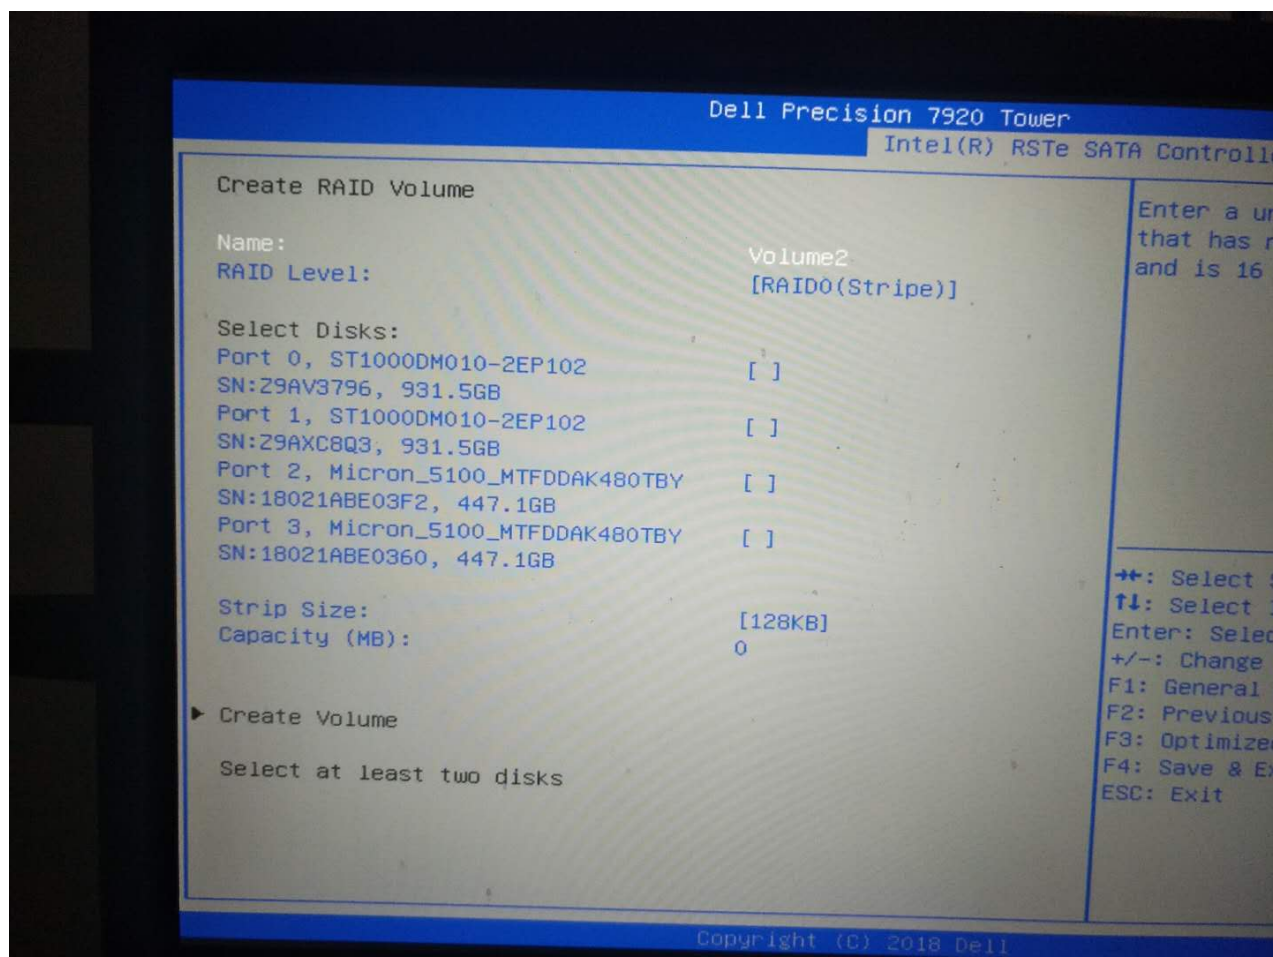 Dell Precision 7920 Tower
Intel(R) RSTe SATA
Create RAID Volume
Name: Volume2
RAID Level: [RAID0(Stripe)]
Select Disks:
Port 0, ST1000DM010-2EP102 [ ]
SN:Z9AV3796, 931.5GB
Port 1, ST1000DM010-2EP102 [ ]
SN:Z9AXC8Q3, 931.5GB
Port 2, Micron_5100_MTFDDAK480TBY [ ]
SN:18021ABE03F2, 447.1GB
Port 3, Micron_5100_MTFDDAK480TBY [ ]
SN:18021ABE0360, 447.1GB
Strip Size: [128KB]
Capacity (MB): 0
Create Volume
Select at least two disks
Enter a
that has
and is 16
→←: Select
↑↓: Select
Enter:
+/-: Change
F1: General
F2: Previous
F3:
F4: Save &
ESC: Exit
Copyright (C) 2018 Dell